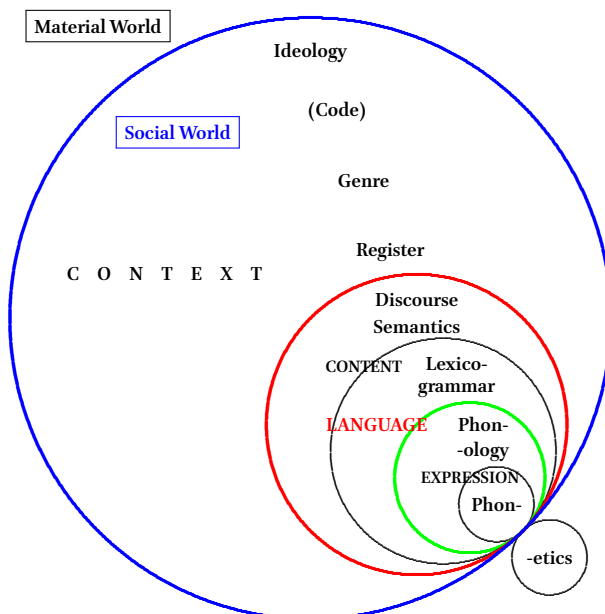 Material World
Ideology
(Code)
Social World
Genre
Register
C O N T E X T
Discourse
Semantics
CONTENT
Lexico-
grammar
LANGUAGE
Phon-
-ology
EXPRESSION
Phon-
-etics